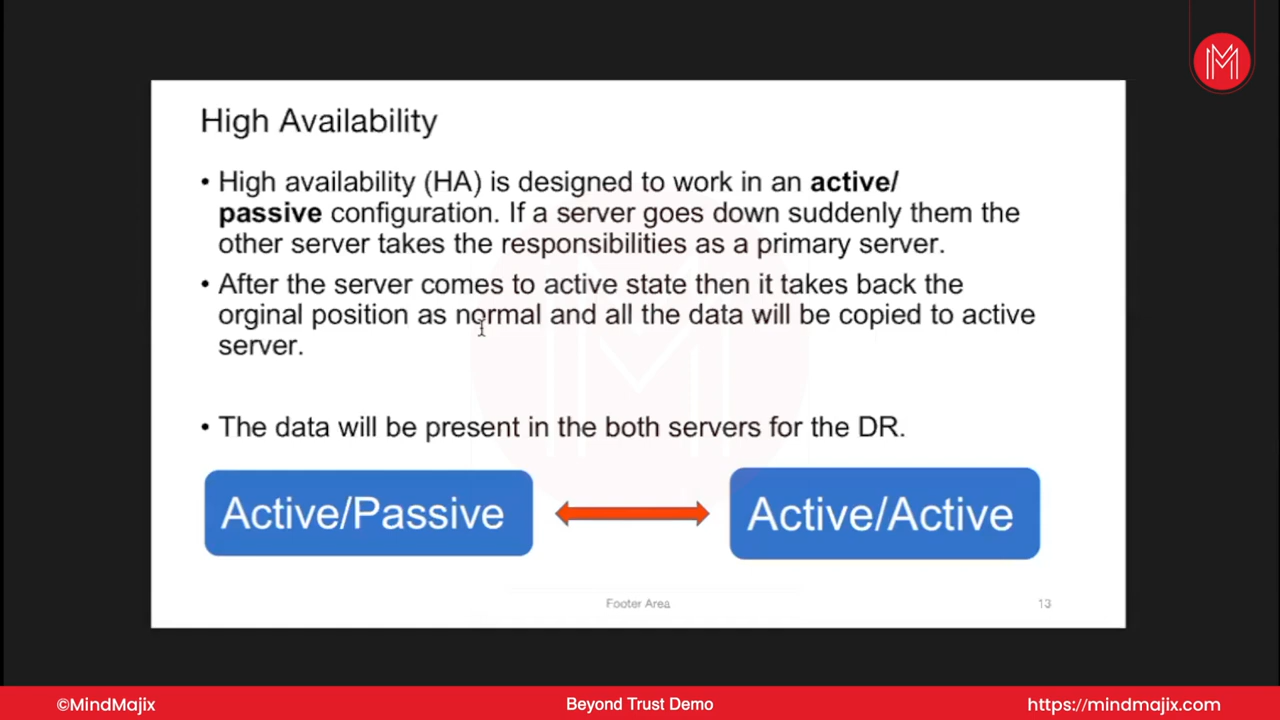 High Availability
• High availability (HA) is designed to work in an active/
passive configuration. If a server goes down suddenly them the
other server takes the responsibilities as a primary server.
• After the server comes to active state then it takes back the
orginal position as normal and all the data will be copied to active
server.
• The data will be present in the both servers for the DR.
Active/Passive
Active/Active
Footer Area
13
©MindMajix
Beyond Trust Demo
https://mindmajix.com